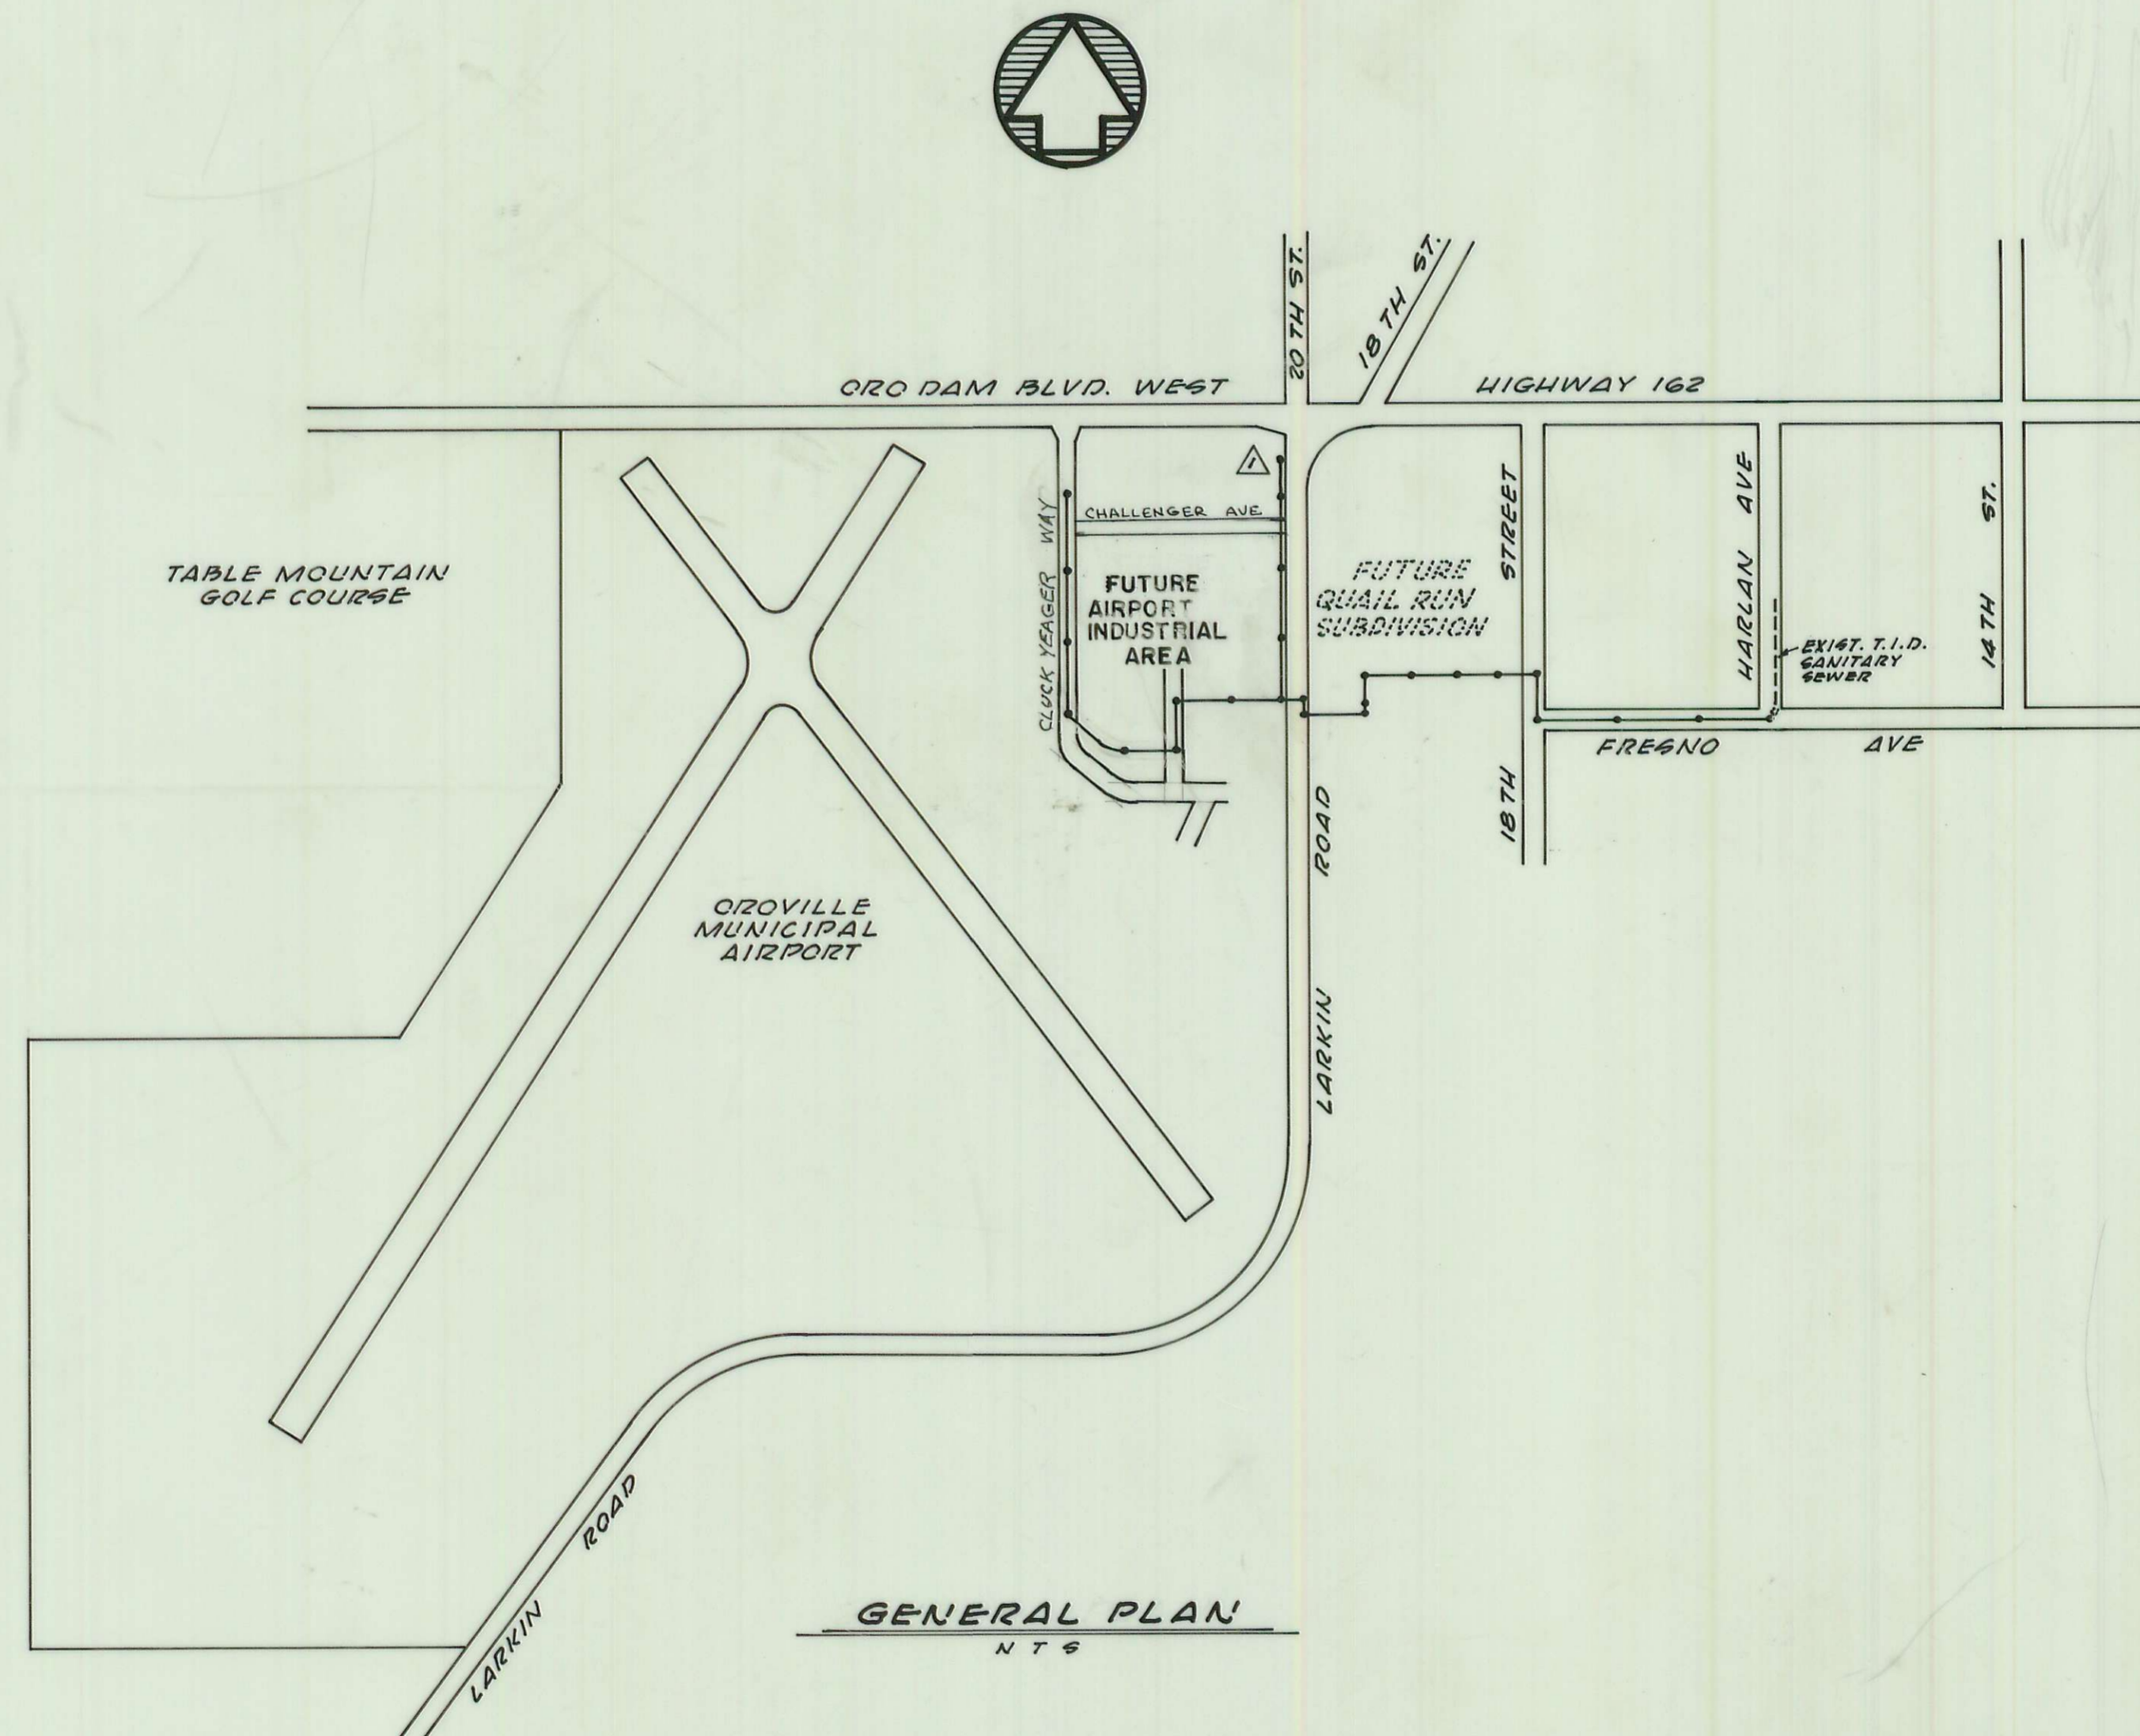 20TH ST.
18TH ST.
ORO DAM BLVD. WEST
HIGHWAY 162
1
CHALLENGER AVE
CLUCK YEAGER WAY
TABLE MOUNTAIN
GOLF COURSE
FUTURE
AIRPORT
INDUSTRIAL
AREA
FUTURE
QUAIL RUN
SUBDIVISION
18TH STREET
HARLAN AVE
14TH ST.
EXIST. T.I.D.
SANITARY
SEWER
FRESNO AVE
OROVILLE
MUNICIPAL
AIRPORT
LARKIN ROAD
LARKIN ROAD
GENERAL PLAN
NTS